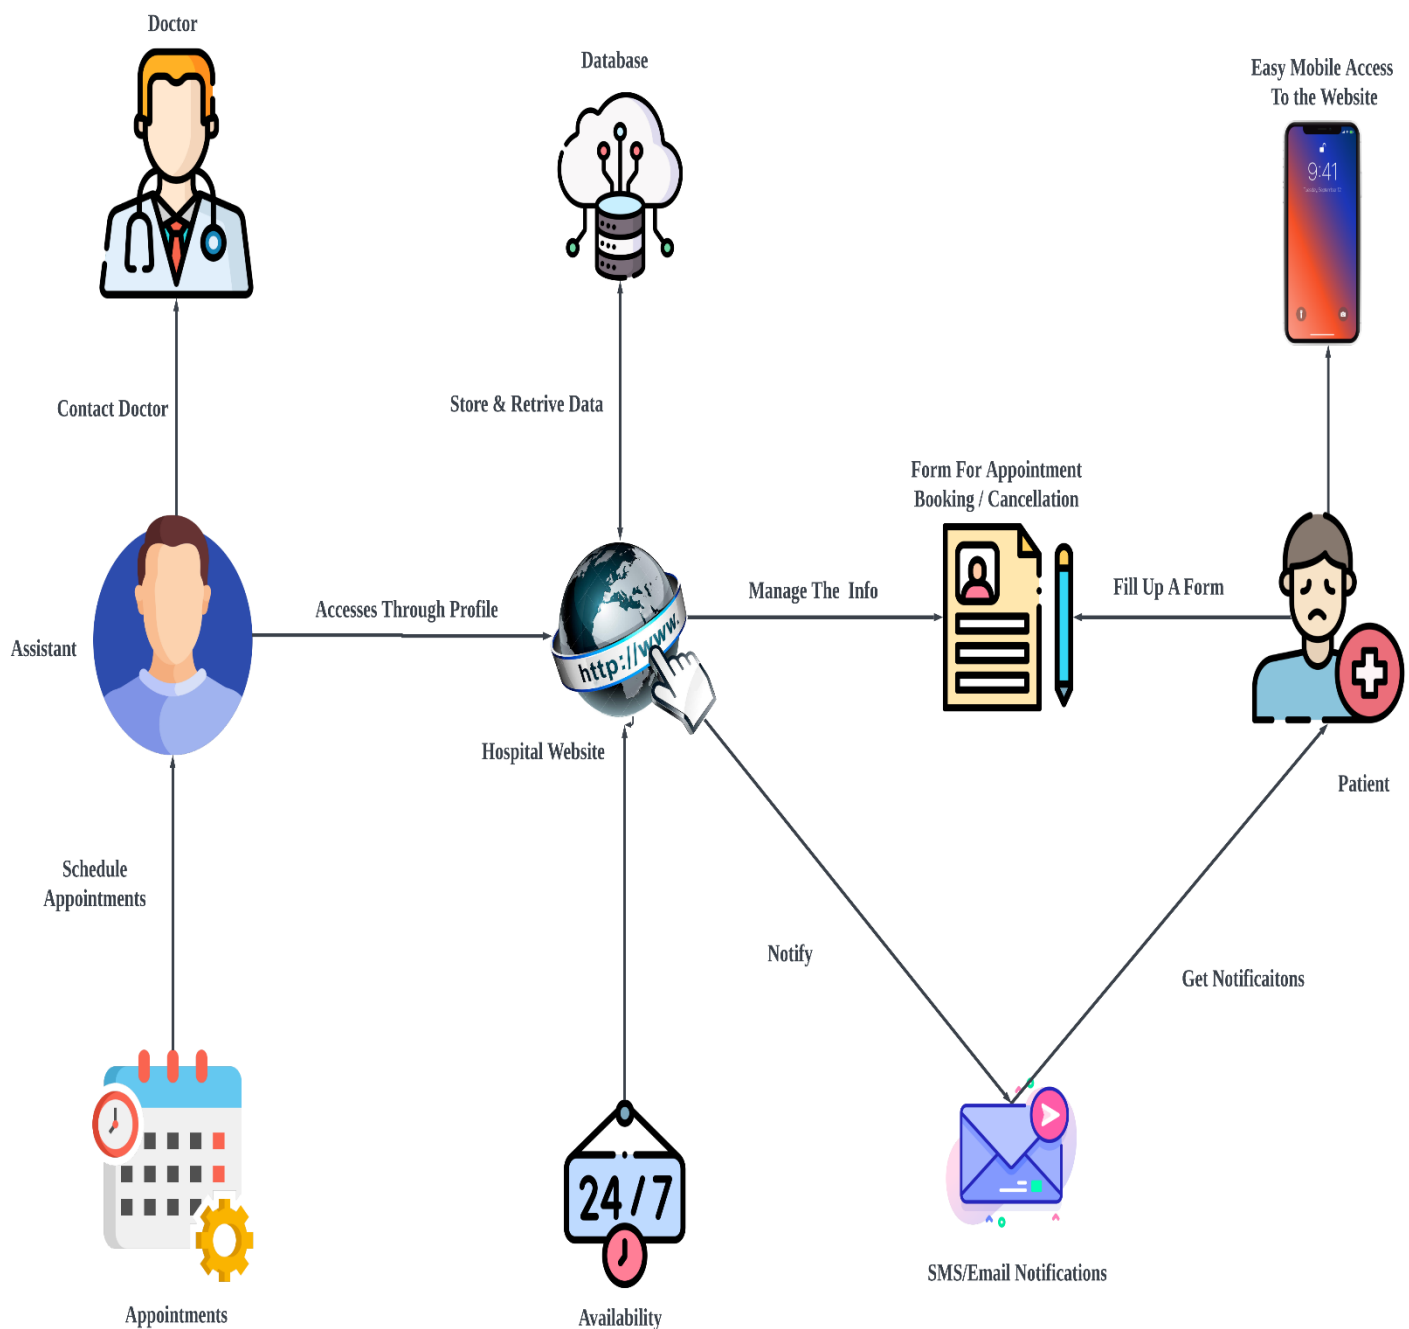 Doctor
Database
Easy Mobile Access
To the Website
9:41
Contact Doctor
Store & Retrive Data
Form For Appointment
Booking / Cancellation
Manage The Info
Fill Up A Form
Accesses Through Profile
http://www.
Assistant
Hospital Website
Patient
Schedule
Appointments
Notify
Get Notificaitons
24/7
SMS/Email Notifications
Appointments
Availability